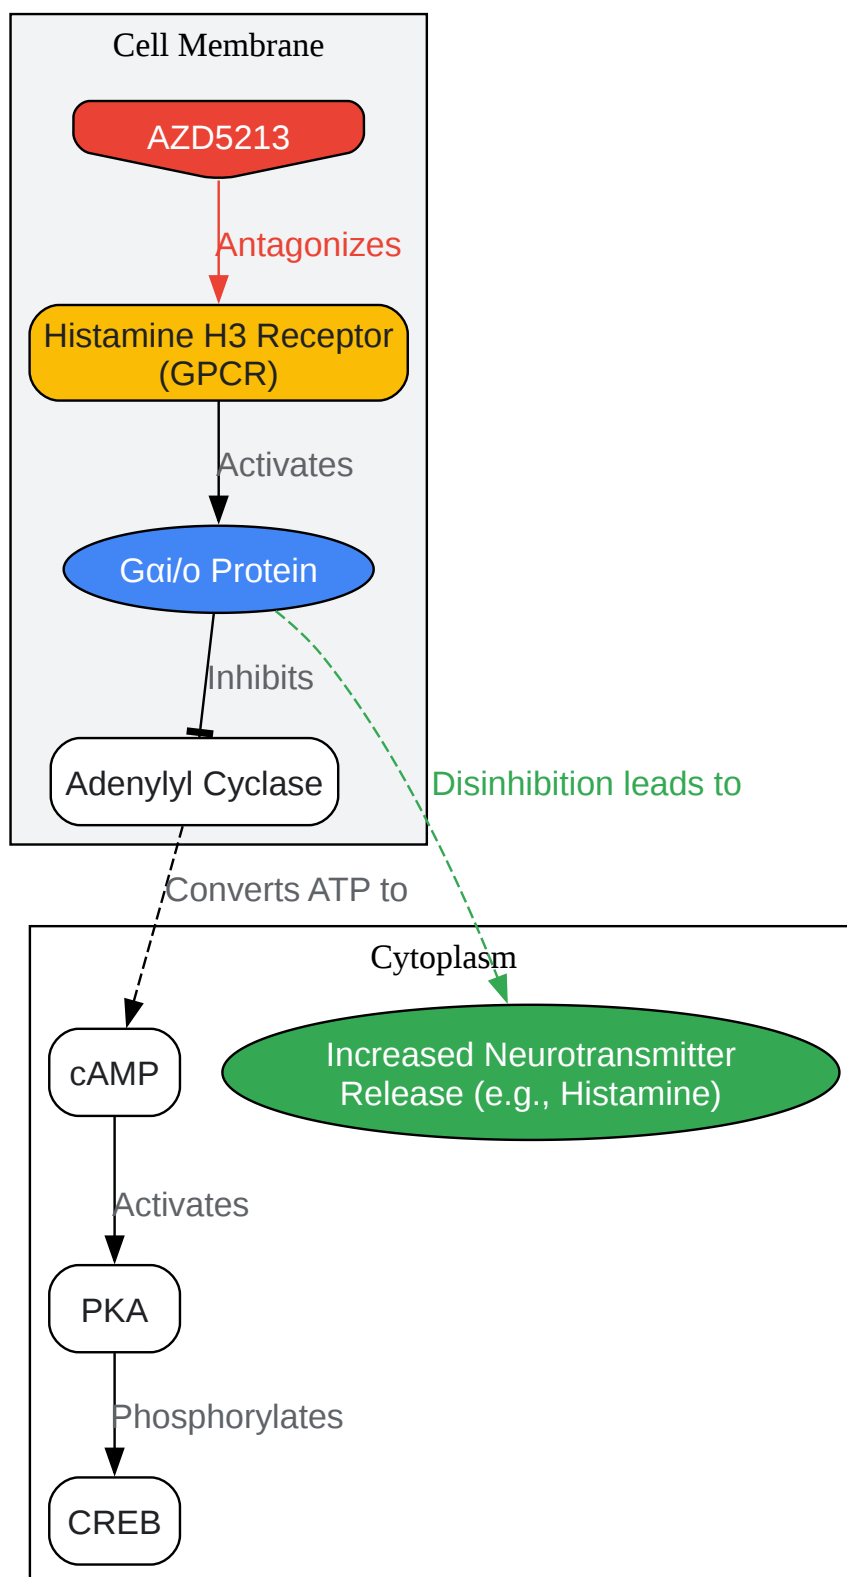 Cell Membrane
AZD5213
Antagonizes
Histamine H3 Receptor
(GPCR)
Activates
Gαi/o Protein
Inhibits
Adenylyl Cyclase
Disinhibition leads to
Converts ATP to
Cytoplasm
cAMP
Increased Neurotransmitter
Release (e.g., Histamine)
Activates
PKA
Phosphorylates
CREB